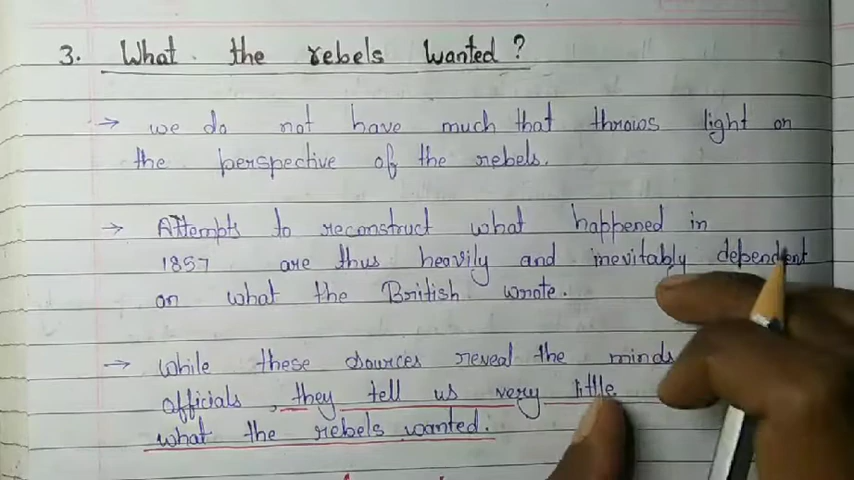 3. What the rebels wanted ?
→ we do not have much that throws light on
the perspective of the rebels.
→ Attempts to reconstruct what happened in
1857 are thus heavily and inevitably dependent
on what the British wrote.
→ While these sources reveal the minds
officials , they tell us very little
what the rebels wanted.